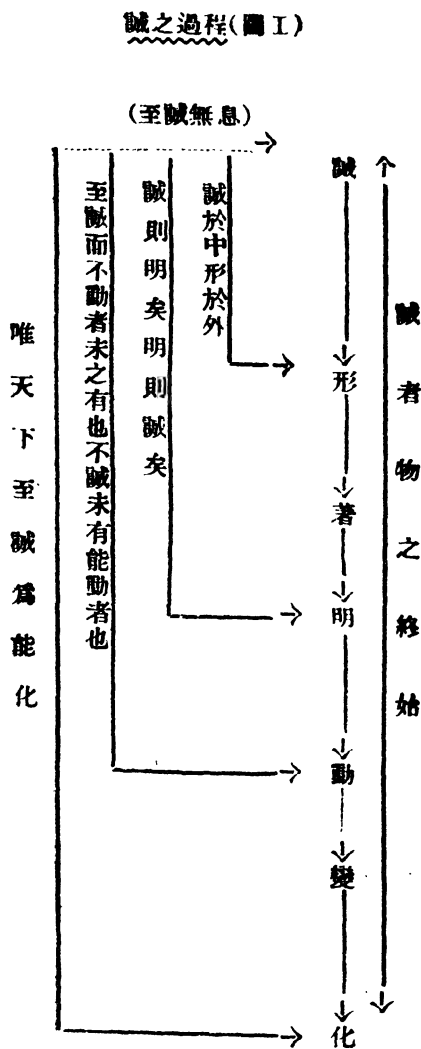 誠之過程(圖I)
(至誠無息)
誠者物之終始
誠
形
著
明
動
變
化
誠於中形於外
誠則明矣明則誠矣
至誠而不動者未之有也不誠未有能動者也
唯天下至誠爲能化